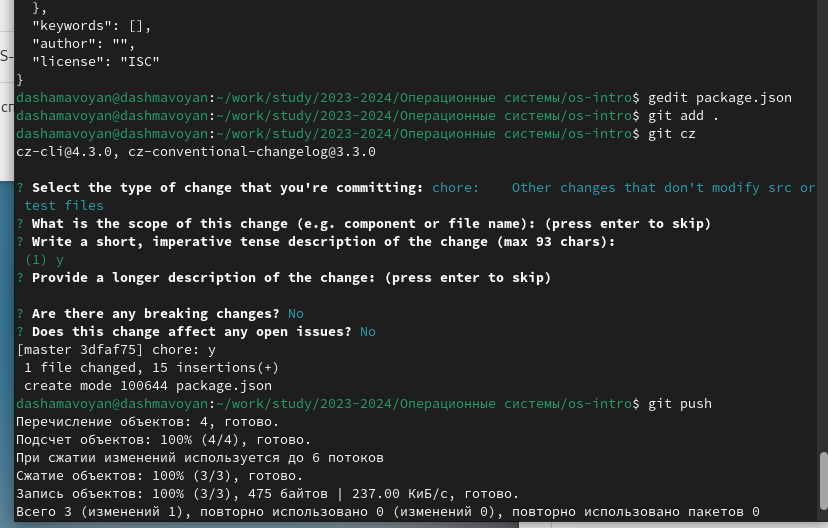 },
"keywords": [],
"author": "",
"license": "ISC"
}
dashamavoyan@dashmavoyan:~/work/study/2023-2024/Операционные системы/os-intro$ gedit package.json
dashamavoyan@dashmavoyan:~/work/study/2023-2024/Операционные системы/os-intro$ git add .
dashamavoyan@dashmavoyan:~/work/study/2023-2024/Операционные системы/os-intro$ git cz
cz-cli@4.3.0, cz-conventional-changelog@3.3.0
? Select the type of change that you're committing: chore:    Other changes that don't modify src or
test files
? What is the scope of this change (e.g. component or file name): (press enter to skip)
? Write a short, imperative tense description of the change (max 93 chars):
(1) y
? Provide a longer description of the change: (press enter to skip)
? Are there any breaking changes? No
? Does this change affect any open issues? No
[master 3dfaf75] chore: y
1 file changed, 15 insertions(+)
create mode 100644 package.json
dashamavoyan@dashmavoyan:~/work/study/2023-2024/Операционные системы/os-intro$ git push
Перечисление объектов: 4, готово.
Подсчет объектов: 100% (4/4), готово.
При сжатии изменений используется до 6 потоков
Сжатие объектов: 100% (3/3), готово.
Запись объектов: 100% (3/3), 475 байтов | 237.00 КиБ/с, готово.
Всего 3 (изменений 1), повторно использовано 0 (изменений 0), повторно использовано пакетов 0